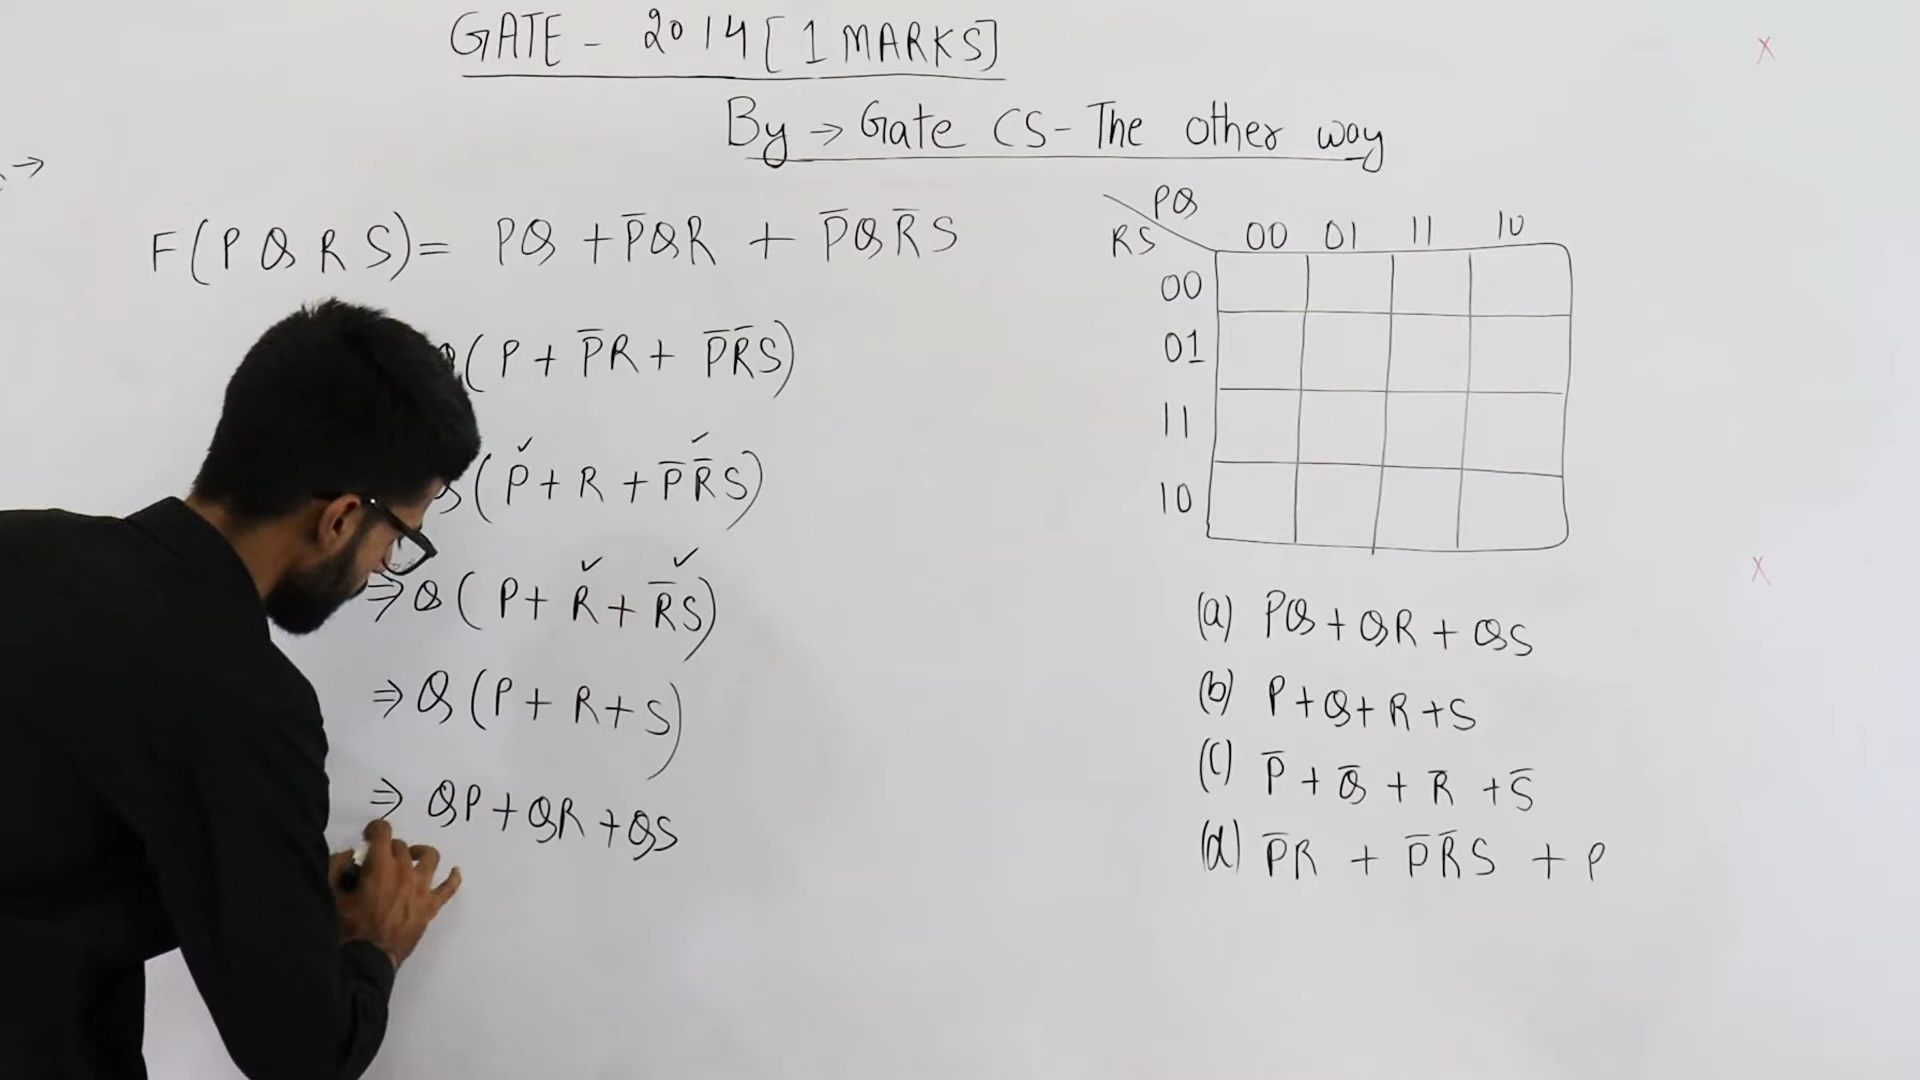 GATE - 2014 [1 MARKS]
By → Gate CS - The other way
→
F(P Q R S) = PQ + P̅QR + P̅QR̅S
(P + P̅R + P̅R̅S)
(P + R + P̅R̅S)
⇒ Q(P + R + R̅S)
⇒ Q(P + R + S)
⇒ QP + QR + QS
PQ
RS 00 01 11 10
00
01
11
10
(a) PQ + QR + QS
(b) P + Q + R + S
(c) P̅ + Q̅ + R̅ + S̅
(d) P̅R + P̅R̅S + P